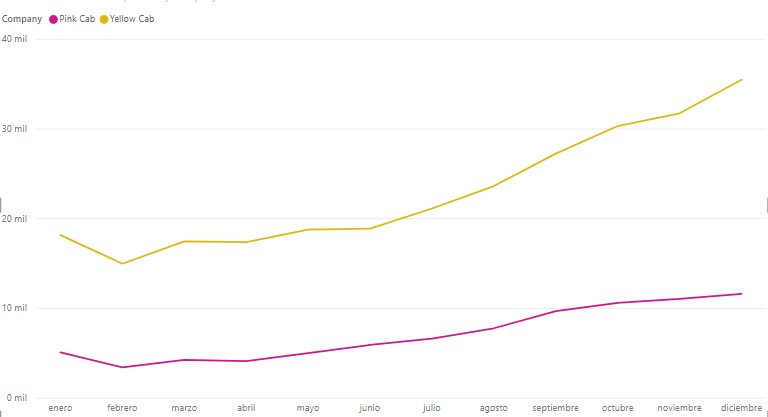 Company Pink Cab Yellow Cab
40 mil
30 mil
20 mil
10 mil
0 mil
enero febrero marzo abril mayo junio julio agosto septiembre octubre noviembre diciembre